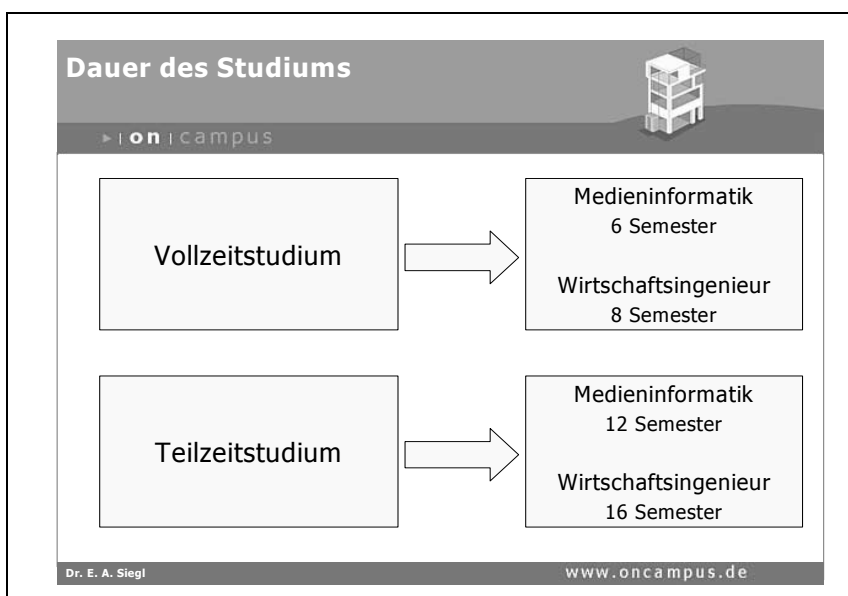 Dauer des Studiums
on campus
Vollzeitstudium
Medieninformatik
6 Semester
Wirtschaftsingenieur
8 Semester
Teilzeitstudium
Medieninformatik
12 Semester
Wirtschaftsingenieur
16 Semester
Dr. E. A. Siegl
www.oncampus.de